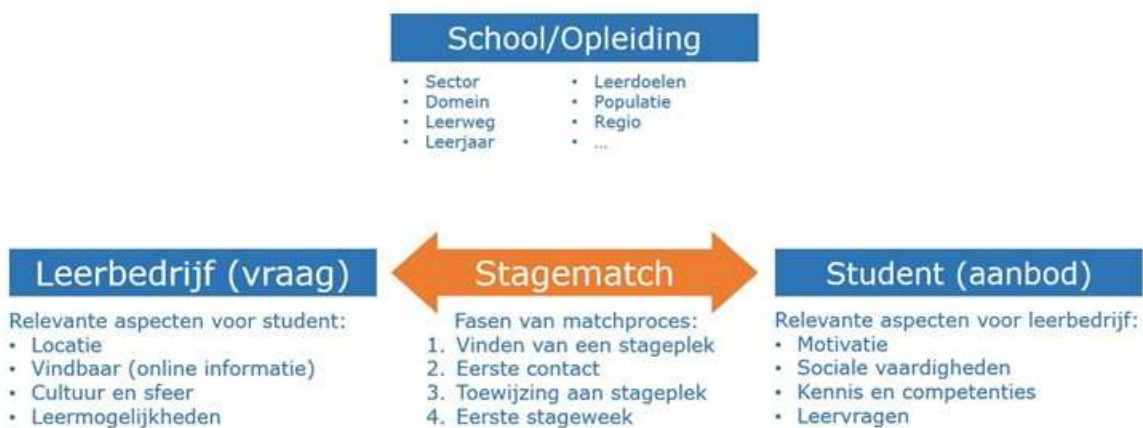 School/Opleiding
• Sector
• Domein
• Leerweg
• Leerjaar
• Leerdoelen
• Populatie
• Regio
• ...
Leerbedrijf (vraag)
Relevante aspecten voor student:
• Locatie
• Vindbaar (online informatie)
• Cultuur en sfeer
• Leermogelijkheden
Stagematch
Fasen van matchproces:
1. Vinden van een stageplek
2. Eerste contact
3. Toewijzing aan stageplek
4. Eerste stageweek
Student (aanbod)
Relevante aspecten voor leerbedrijf:
• Motivatie
• Sociale vaardigheden
• Kennis en competenties
• Leervragen